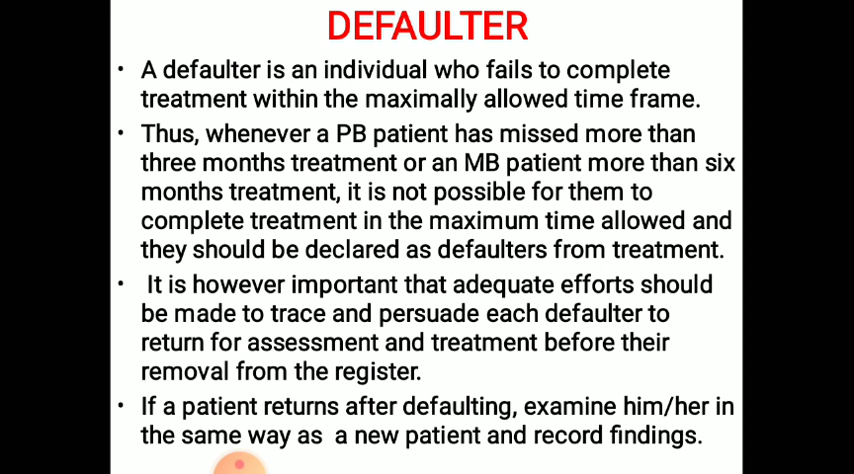 DEFAULTER
• A defaulter is an individual who fails to complete
treatment within the maximally allowed time frame.
• Thus, whenever a PB patient has missed more than
three months treatment or an MB patient more than six
months treatment, it is not possible for them to
complete treatment in the maximum time allowed and
they should be declared as defaulters from treatment.
• It is however important that adequate efforts should
be made to trace and persuade each defaulter to
return for assessment and treatment before their
removal from the register.
• If a patient returns after defaulting, examine him/her in
the same way as a new patient and record findings.